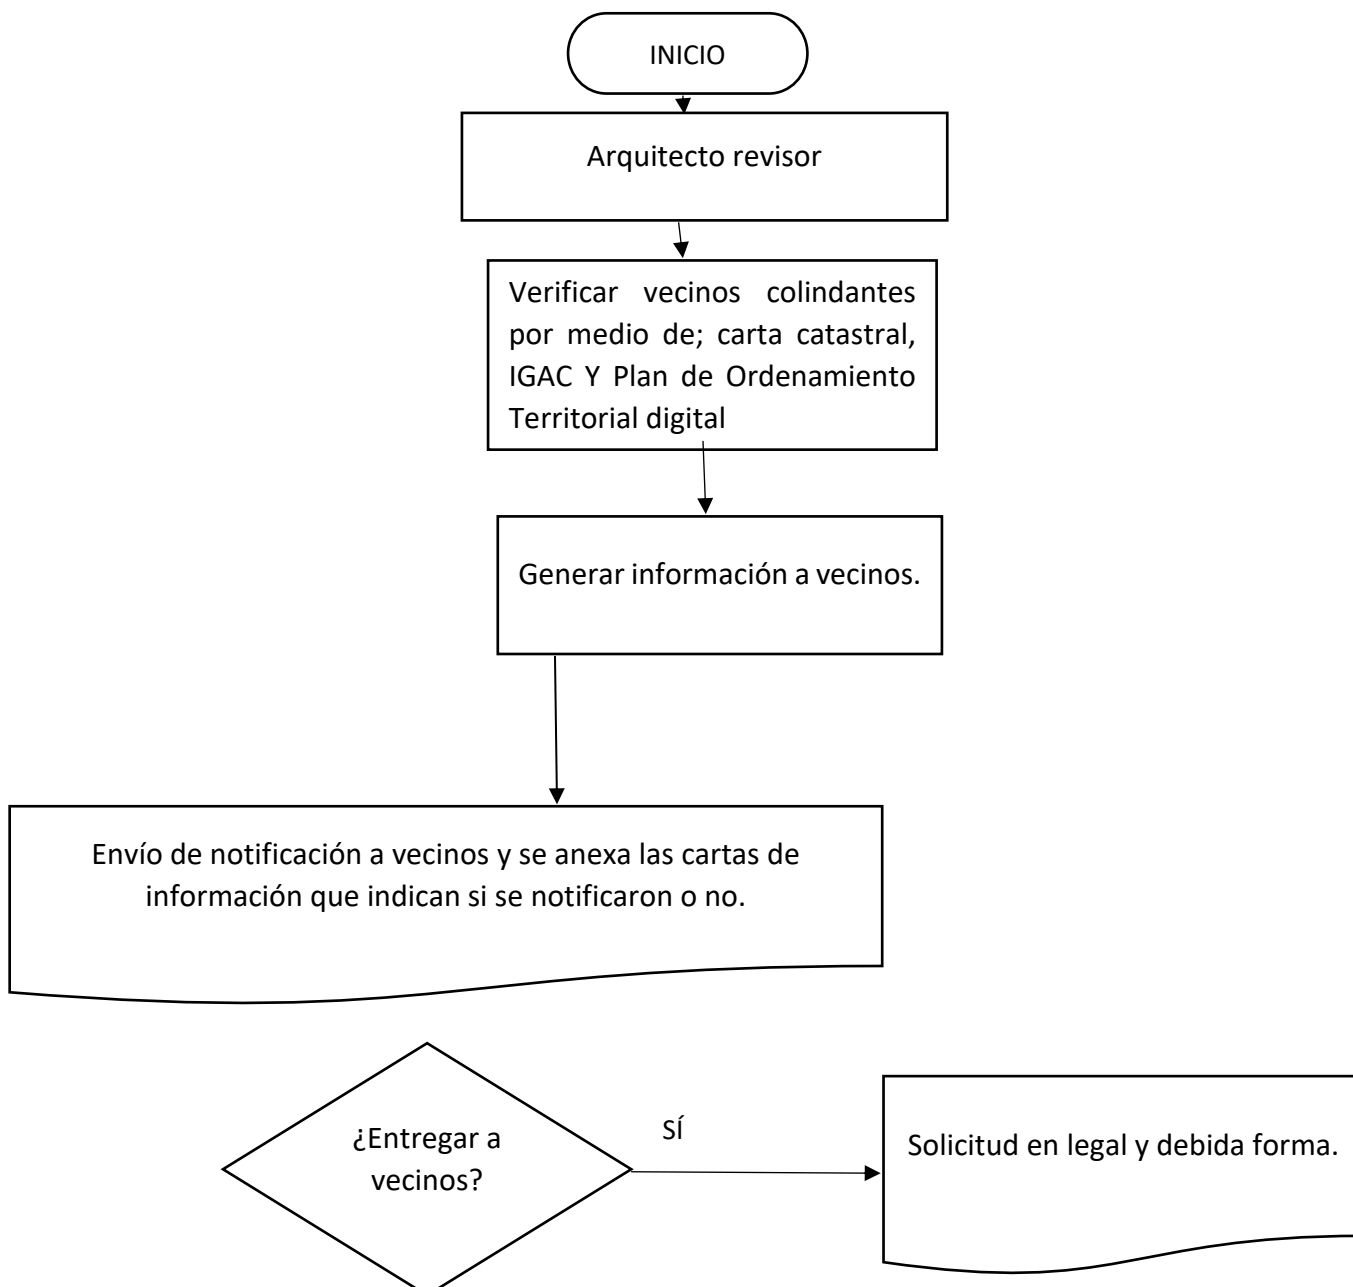 INICIO
Arquitecto revisor
Verificar vecinos colindantes
por medio de; carta catastral,
IGAC Y Plan de Ordenamiento
Territorial digital
Generar información a vecinos.
Envío de notificación a vecinos y se anexa las cartas de
información que indican si se notificaron o no.
¿Entregar a
vecinos?
SÍ
Solicitud en legal y debida forma.